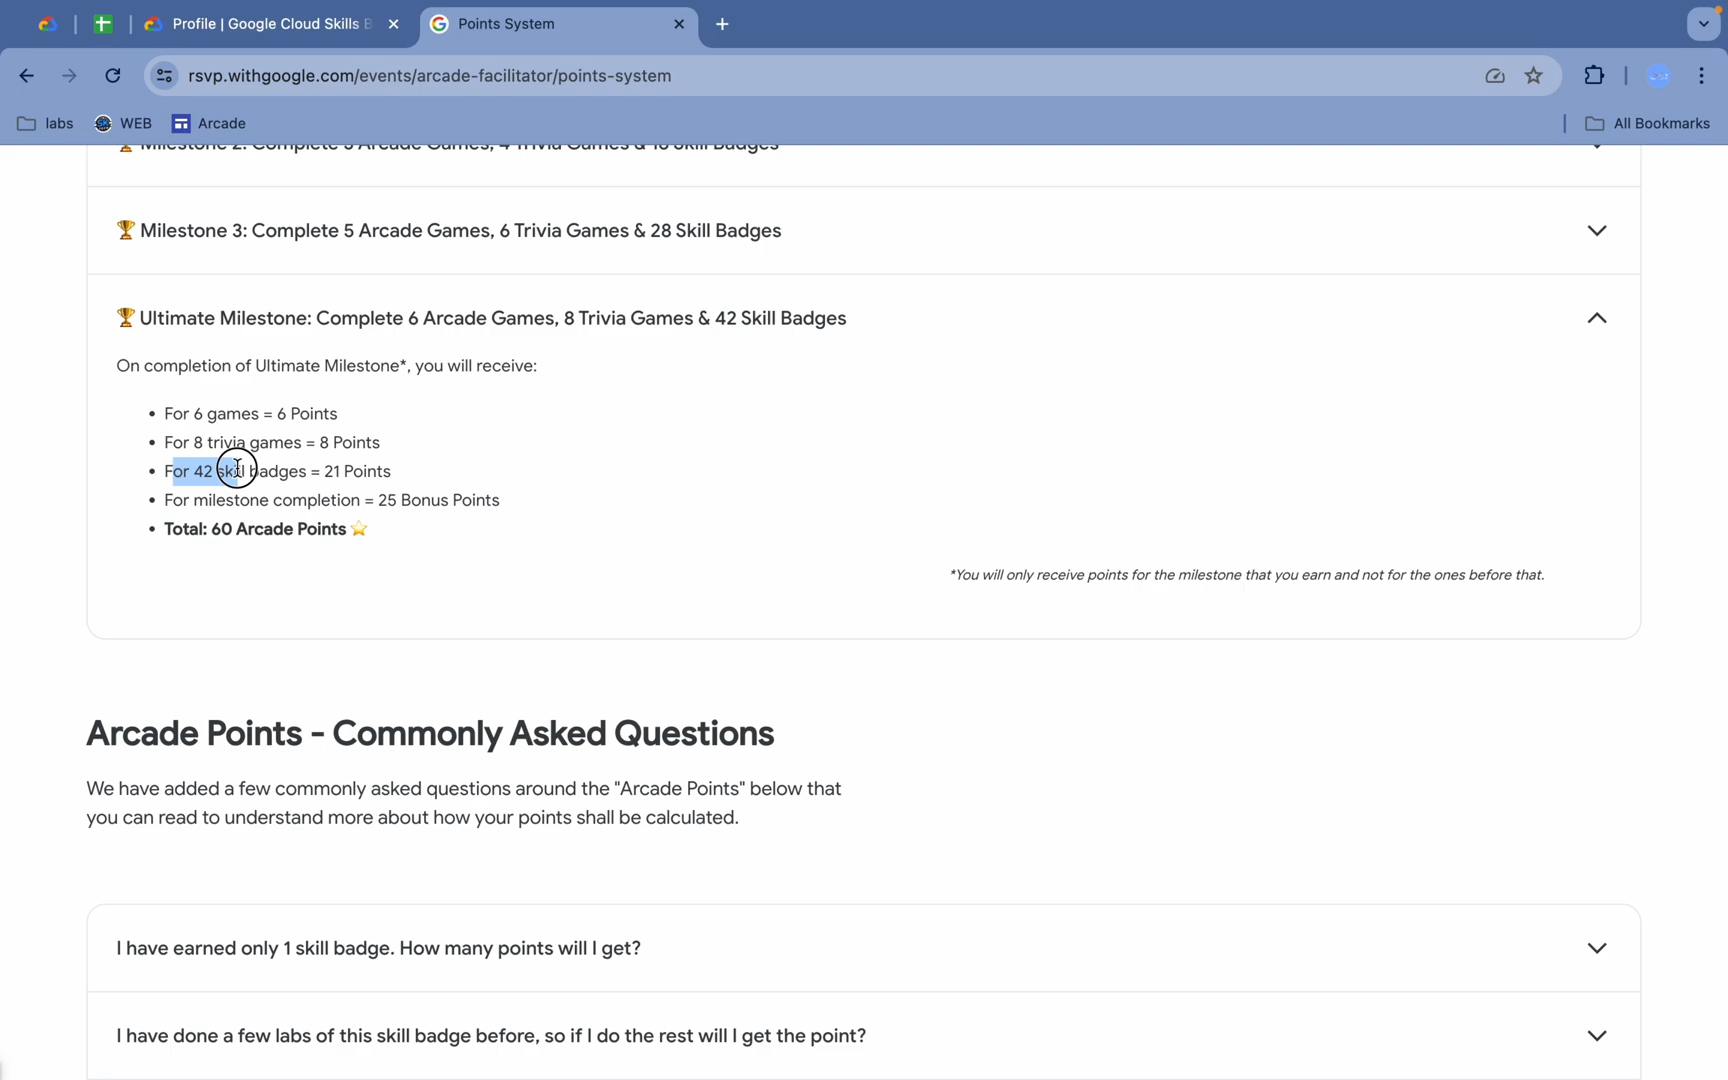 Profile | Google Cloud Skills B
Points System
rsvp.withgoogle.com/events/arcade-facilitator/points-system
labs
WEB
Arcade
All Bookmarks
🏆 Milestone 3: Complete 5 Arcade Games, 6 Trivia Games & 28 Skill Badges
🏆 Ultimate Milestone: Complete 6 Arcade Games, 8 Trivia Games & 42 Skill Badges
On completion of Ultimate Milestone*, you will receive:
• For 6 games = 6 Points
• For 8 trivia games = 8 Points
• For 42 skill badges = 21 Points
• For milestone completion = 25 Bonus Points
• Total: 60 Arcade Points ⭐
*You will only receive points for the milestone that you earn and not for the ones before that.
Arcade Points - Commonly Asked Questions
We have added a few commonly asked questions around the "Arcade Points" below that
you can read to understand more about how your points shall be calculated.
I have earned only 1 skill badge. How many points will I get?
I have done a few labs of this skill badge before, so if I do the rest will I get the point?